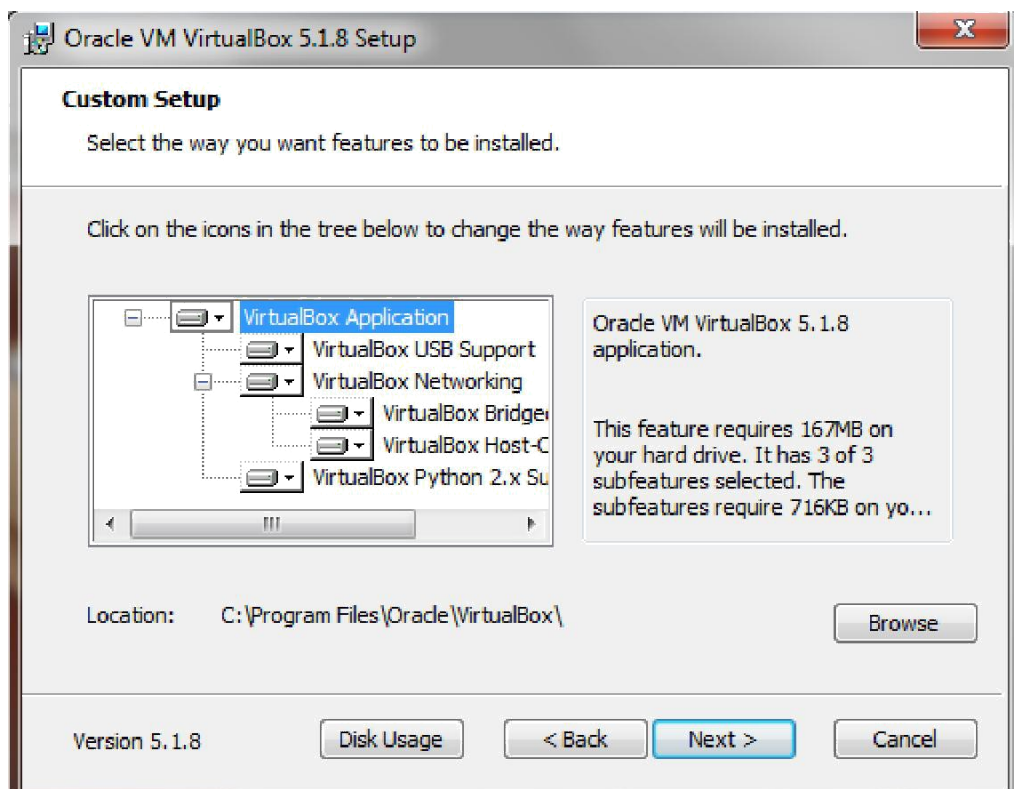 Oracle VM VirtualBox 5.1.8 Setup
Custom Setup
Select the way you want features to be installed.
Click on the icons in the tree below to change the way features will be installed.
VirtualBox Application
VirtualBox USB Support
VirtualBox Networking
VirtualBox Bridge
VirtualBox Host-C
VirtualBox Python 2.x Su
Oracle VM VirtualBox 5.1.8
application.
This feature requires 167MB on
your hard drive. It has 3 of 3
subfeatures selected. The
subfeatures require 716KB on yo...
Location: C:\Program Files\Oracle\VirtualBox\
Browse
Version 5.1.8
Disk Usage
< Back
Next >
Cancel